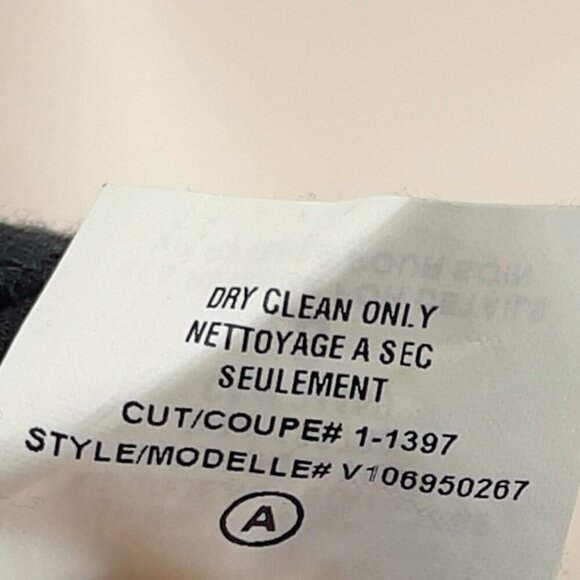 DRY CLEAN ONLY
NETTOYAGE A SEC
SEULEMENT
CUT/COUPE# 1-1397
STYLE/MODELLE# V106950267
A